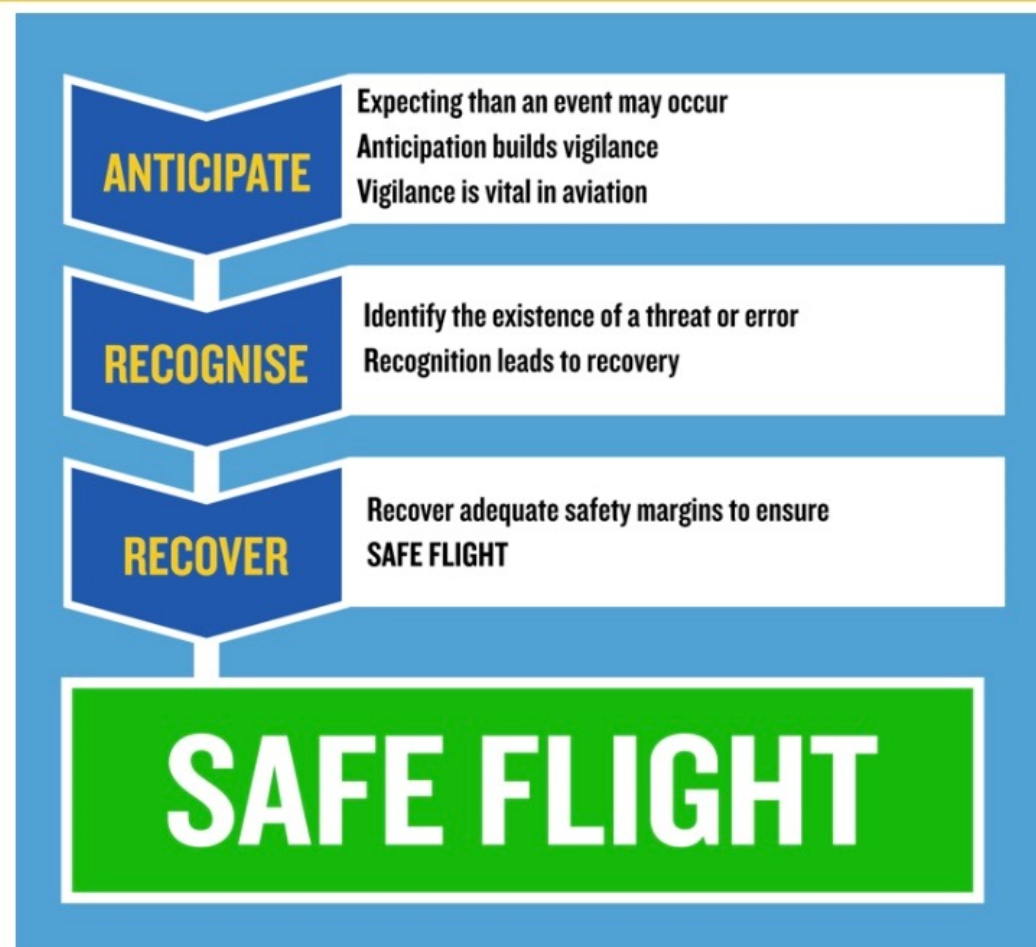 ANTICIPATE
Expecting than an event may occur
Anticipation builds vigilance
Vigilance is vital in aviation
RECOGNISE
Identify the existence of a threat or error
Recognition leads to recovery
RECOVER
Recover adequate safety margins to ensure
SAFE FLIGHT
SAFE FLIGHT